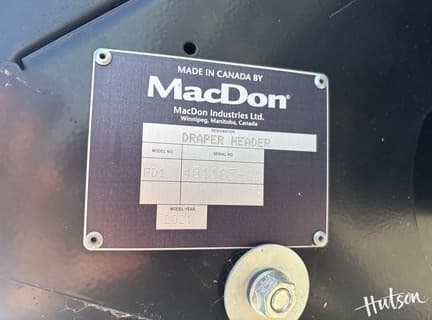 MADE IN CANADA BY
MacDon®
MacDon Industries Ltd.
Winnipeg, Manitoba, Canada
DESIGNATION
DRAPER HEADER
MODEL NO
SERIAL NO
FD1
MODEL YEAR
Hutson